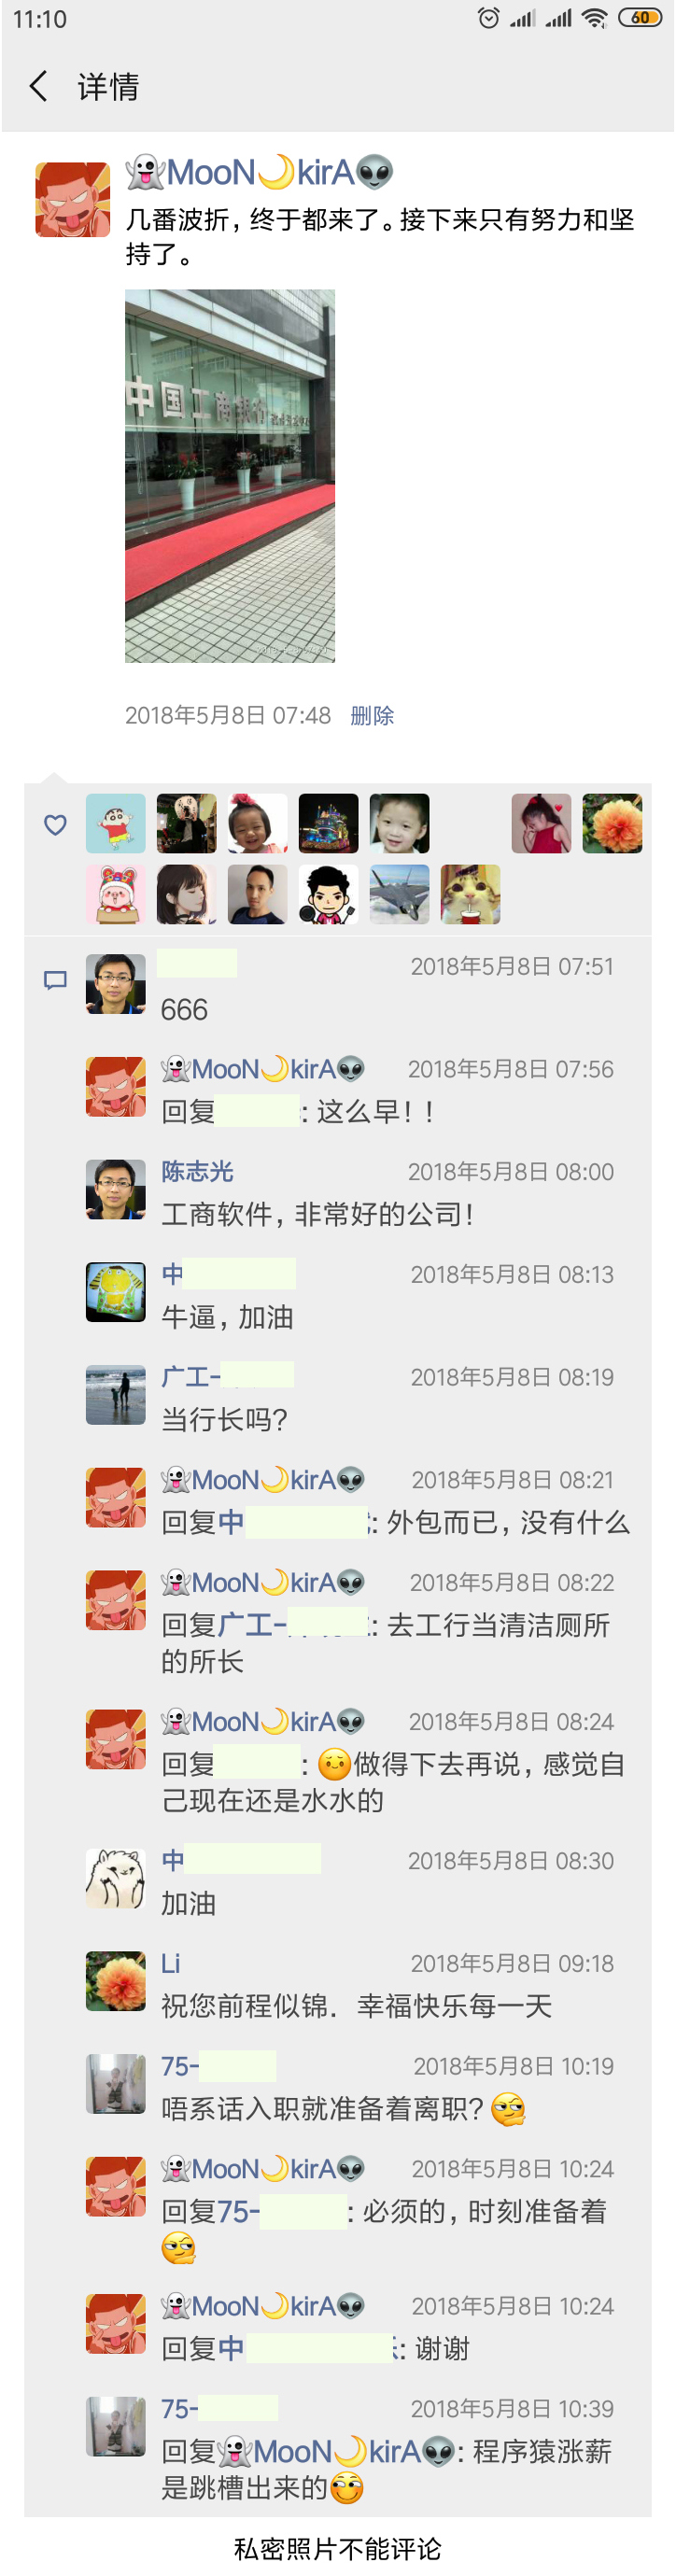 11:10
60
详情
👻MooN🌙kirA👽
几番波折，终于都来了。接下来只有努力和坚
持了。
中国工商银行
2018年5月8日 07:48 删除
2018年5月8日 07:51
666
👻MooN🌙kirA👽 2018年5月8日 07:56
回复 : 这么早！！
陈志光 2018年5月8日 08:00
工商软件，非常好的公司！
中 2018年5月8日 08:13
牛逼，加油
广工- 2018年5月8日 08:19
当行长吗?
👻MooN🌙kirA👽 2018年5月8日 08:21
回复中 : 外包而已，没有什么
👻MooN🌙kirA👽 2018年5月8日 08:22
回复广工- : 去工行当清洁厕所
的所长
👻MooN🌙kirA👽 2018年5月8日 08:24
回复 : 做得下去再说，感觉自
己现在还是水水的
中 2018年5月8日 08:30
加油
Li 2018年5月8日 09:18
祝您前程似锦．幸福快乐每一天
75- 2018年5月8日 10:19
唔系话入职就准备着离职?
👻MooN🌙kirA👽 2018年5月8日 10:24
回复75- : 必须的，时刻准备着
👻MooN🌙kirA👽 2018年5月8日 10:24
回复中 : 谢谢
75- 2018年5月8日 10:39
回复👻MooN🌙kirA👽: 程序猿涨薪
是跳槽出来的
私密照片不能评论